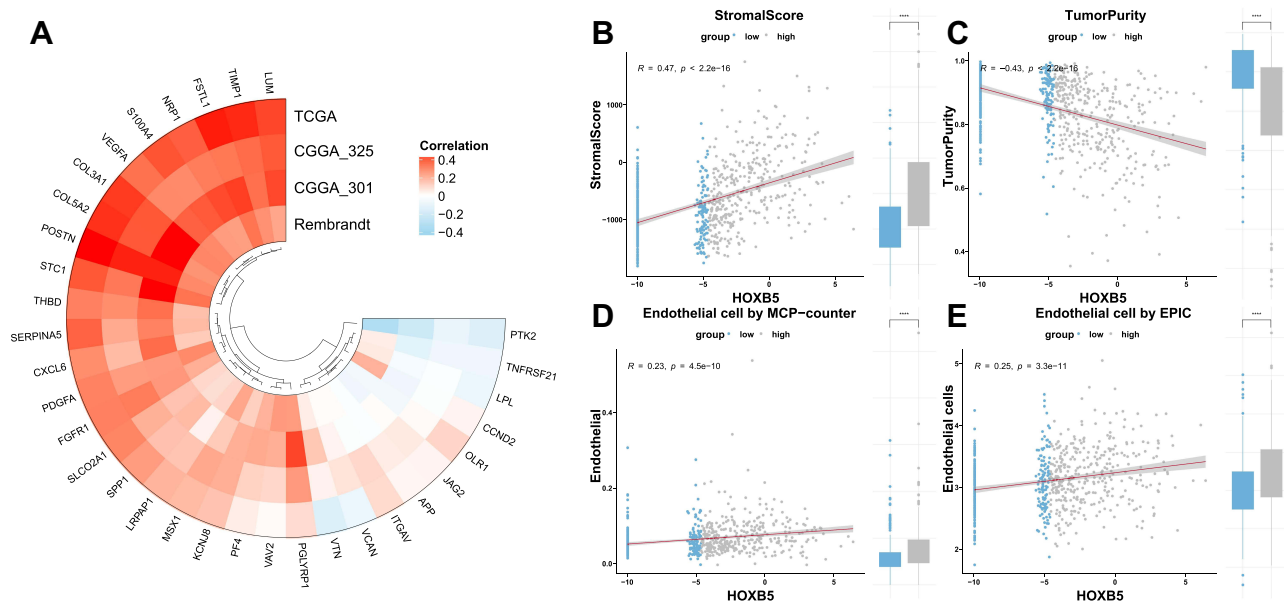 A
LUM
TIMP1
FSTL1
NRP1
S100A4
VEGFA
COL3A1
COL5A2
POSTN
STC1
THBD
SERPINA5
CXCL6
PDGFA
FGFR1
SLCO2A1
SPP1
LRPAP1
MSX1
KCNJ8
PF4
VAV2
PGLYRP1
VTN
VCAN
ITGAV
APP
JAG2
OLR1
CCND2
LPL
TNFRSF21
PTK2
TCGA
CGGA_325
CGGA_301
Rembrandt
Correlation
0.4
0.2
0
−0.2
−0.4
B
StromalScore
group low high
R = 0.47, p < 2.2e−16
StromalScore
1000
0
−1000
−10 −5 0 5
HOXB5
****
C
TumorPurity
group low high
R = −0.43, p < 2.2e−16
TumorPurity
1.0
0.8
0.6
0.4
−10 −5 0 5
HOXB5
****
D
Endothelial cell by MCP−counter
group low high
R = 0.23, p = 4.5e−10
Endothelial
0.4
0.2
0.0
−10 −5 0 5
HOXB5
****
E
Endothelial cell by EPIC
group low high
R = 0.25, p = 3.3e−11
Endothelial cells
5
4
3
2
−10 −5 0 5
HOXB5
****